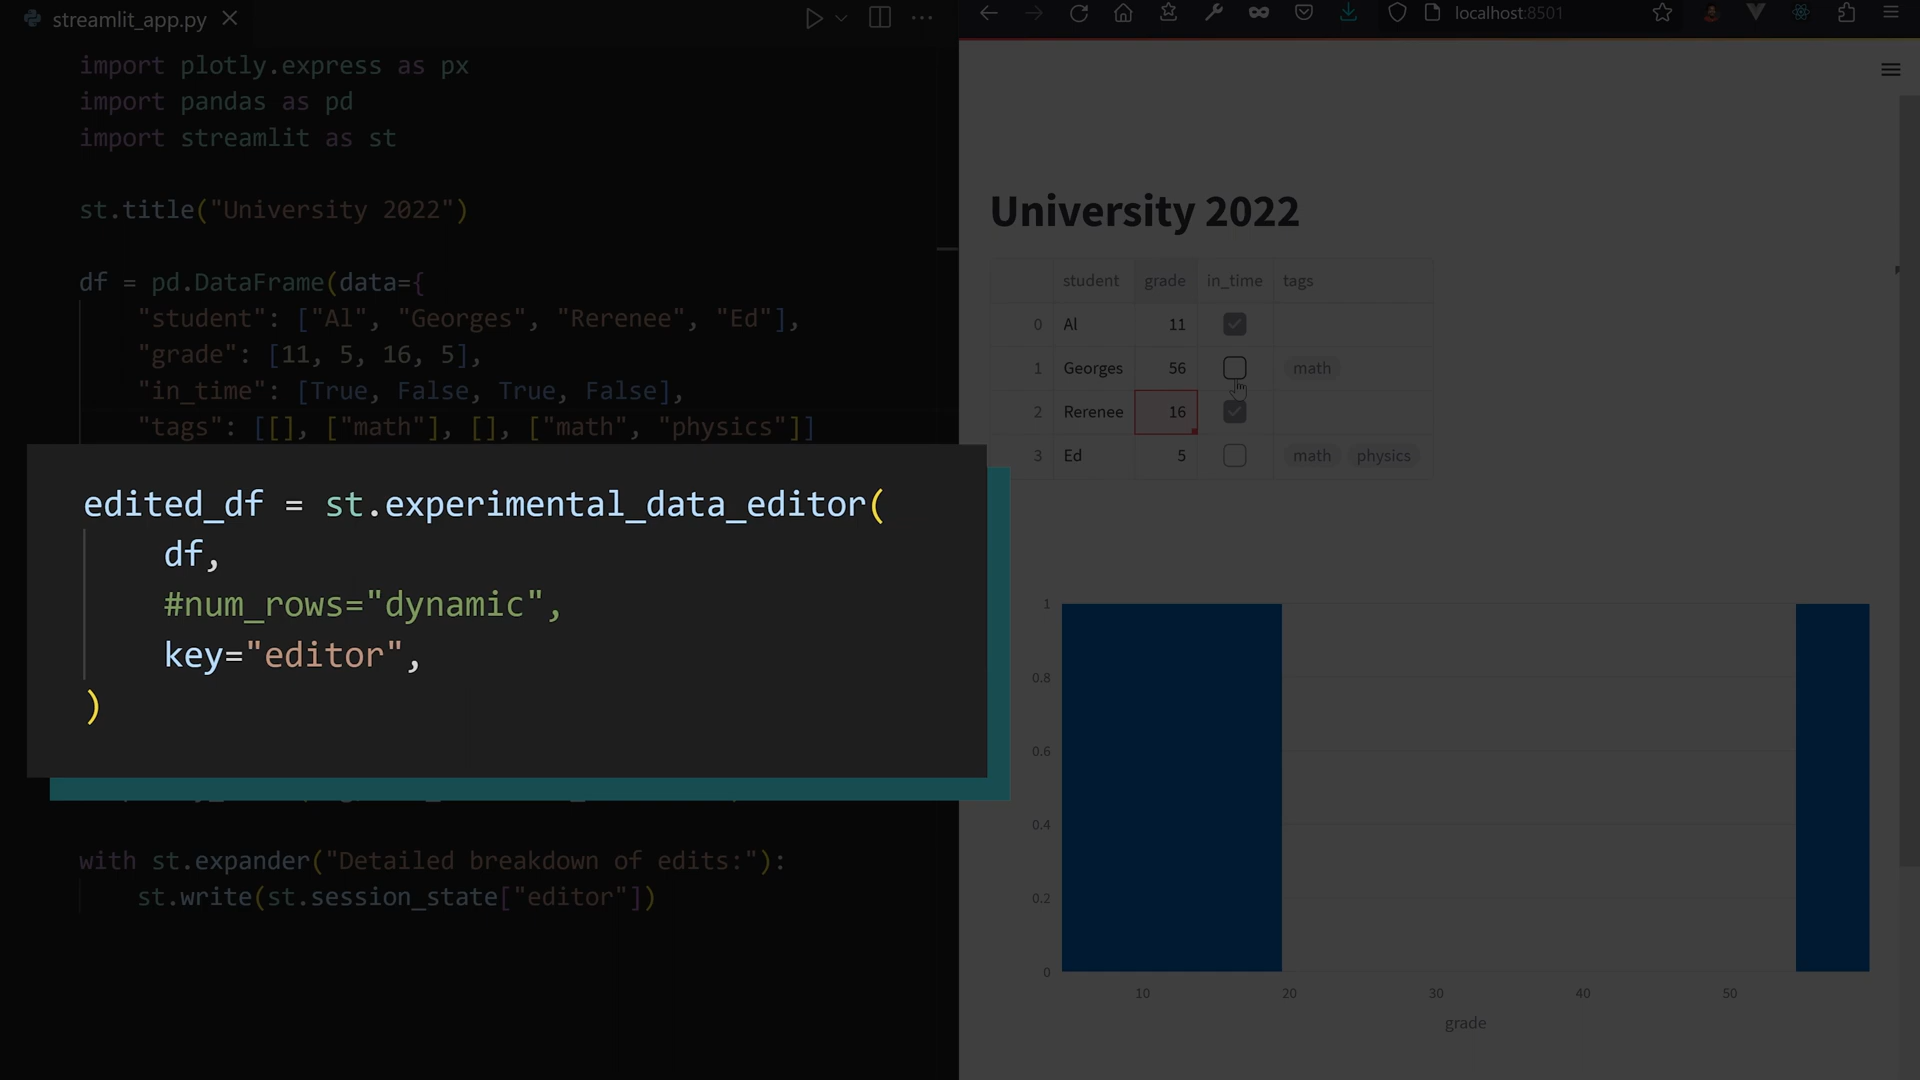 streamlit_app.py
import plotly.express as px
import pandas as pd
import streamlit as st
st.title("University 2022")
df = pd.DataFrame(data={
"student": ["Al", "Georges", "Rerenee", "Ed"],
"grade": [11, 5, 16, 5],
"in_time": [True, False, True, False],
"tags": [[], ["math"], [], ["math", "physics"]]
edited_df = st.experimental_data_editor(
df,
#num_rows="dynamic",
key="editor",
)
with st.expander("Detailed breakdown of edits:"):
st.write(st.session_state["editor"])
localhost:8501
University 2022
student grade in_time tags
0 Al 11
1 Georges 56 math
2 Rerenee 16
3 Ed 5 math physics
1
0.8
0.6
0.4
0.2
0
10 20 30 40 50
grade